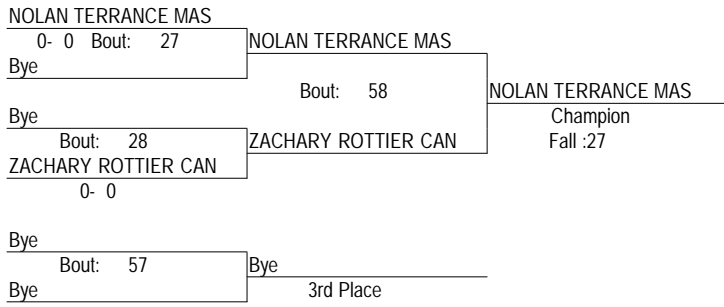 NOLAN TERRANCE MAS
0- 0 Bout: 27
NOLAN TERRANCE MAS
Bye
Bout: 58
NOLAN TERRANCE MAS
Bye
Champion
Bout: 28
ZACHARY ROTTIER CAN
Fall :27
ZACHARY ROTTIER CAN
0- 0
Bye
Bout: 57
Bye
Bye
3rd Place